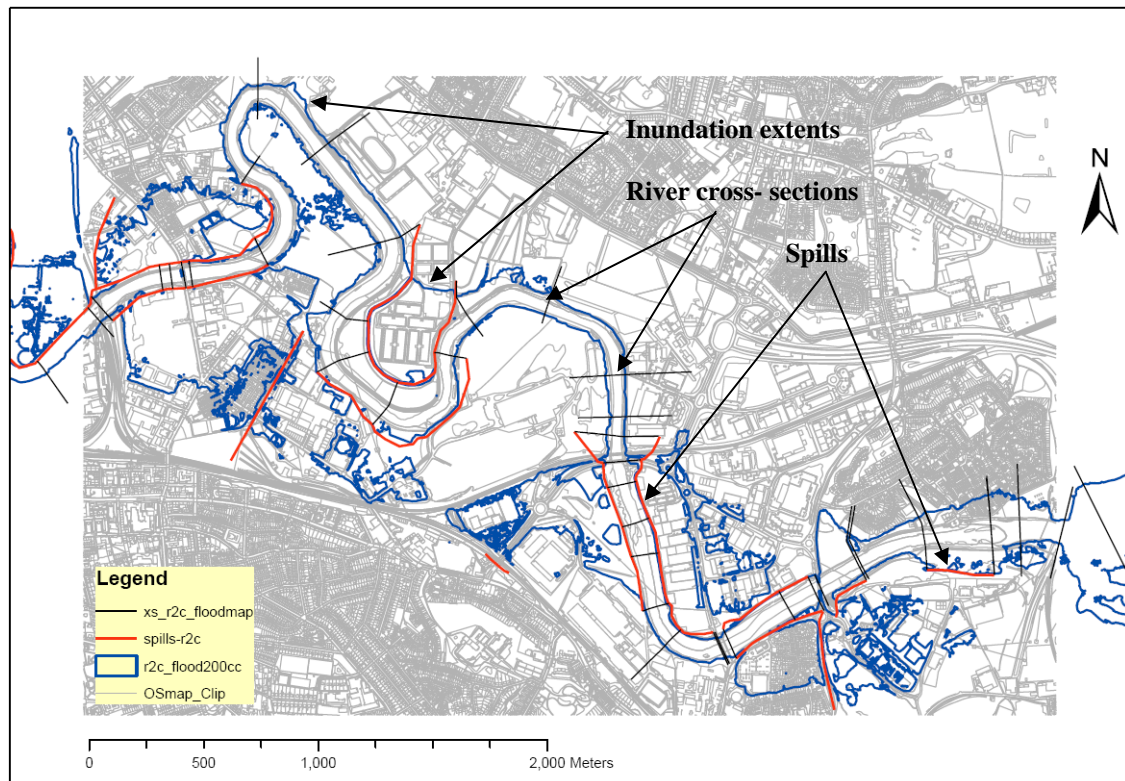 Inundation extents
River cross- sections
Spills
N
Legend
xs_r2c_floodmap
spills-r2c
r2c_flood200cc
OSmap_Clip
0 500 1,000 2,000 Meters